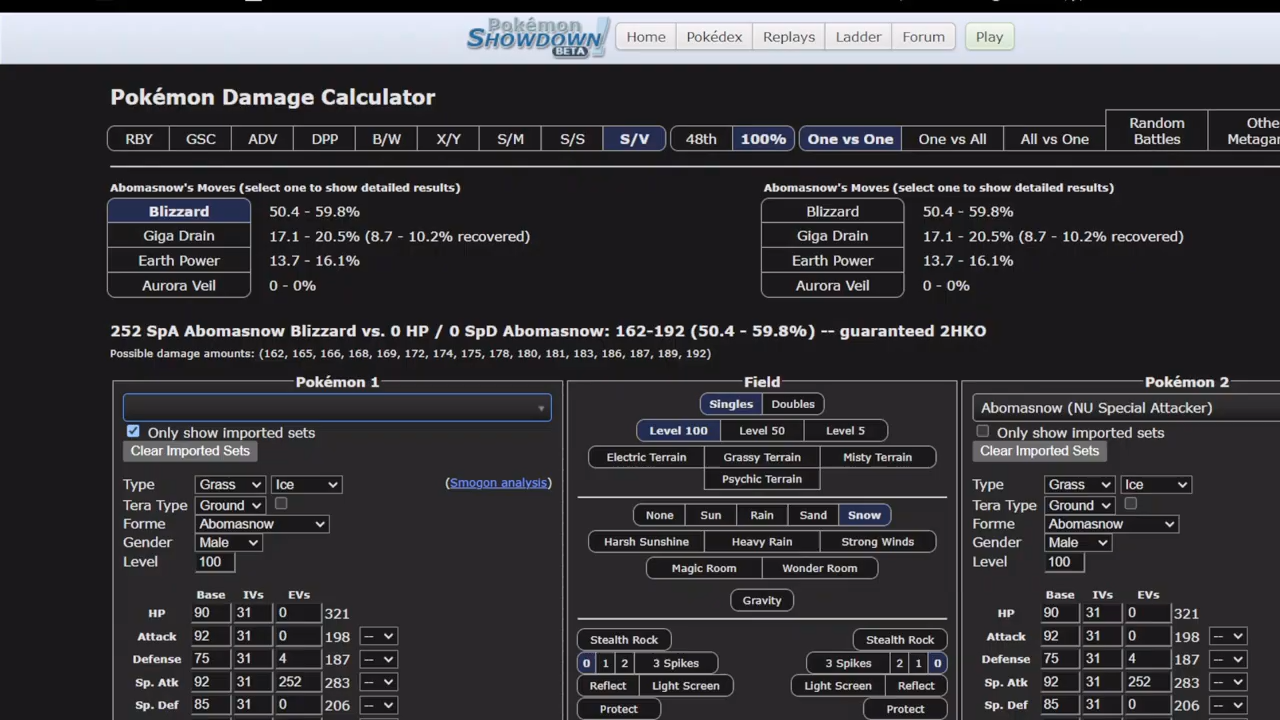 Pokémon SHOWDOWN! BETA Home Pokédex Replays Ladder Forum Play
Pokémon Damage Calculator
RBY GSC ADV DPP B/W X/Y S/M S/S S/V 48th 100% One vs One One vs All All vs One Random Battles Othe Metagan
Abomasnow's Moves (select one to show detailed results) Abomasnow's Moves (select one to show detailed results)
Blizzard 50.4 - 59.8% Blizzard 50.4 - 59.8%
Giga Drain 17.1 - 20.5% (8.7 - 10.2% recovered) Giga Drain 17.1 - 20.5% (8.7 - 10.2% recovered)
Earth Power 13.7 - 16.1% Earth Power 13.7 - 16.1%
Aurora Veil 0 - 0% Aurora Veil 0 - 0%
252 SpA Abomasnow Blizzard vs. 0 HP / 0 SpD Abomasnow: 162-192 (50.4 - 59.8%) -- guaranteed 2HKO
Possible damage amounts: (162, 165, 166, 168, 169, 172, 174, 175, 178, 180, 181, 183, 186, 187, 189, 192)
Pokémon 1
Only show imported sets
Clear Imported Sets
Type Grass Ice (Smogon analysis)
Tera Type Ground
Forme Abomasnow
Gender Male
Level 100
Base IVs EVs
HP 90 31 0 321
Attack 92 31 0 198 --
Defense 75 31 4 187 --
Sp. Atk 92 31 252 283 --
Sp. Def 85 31 0 206 --
Field
Singles Doubles
Level 100 Level 50 Level 5
Electric Terrain Grassy Terrain Misty Terrain
Psychic Terrain
None Sun Rain Sand Snow
Harsh Sunshine Heavy Rain Strong Winds
Magic Room Wonder Room
Gravity
Stealth Rock Stealth Rock
0 1 2 3 Spikes 3 Spikes 2 1 0
Reflect Light Screen Light Screen Reflect
Protect Protect
Pokémon 2
Abomasnow (NU Special Attacker)
Only show imported sets
Clear Imported Sets
Type Grass Ice
Tera Type Ground
Forme Abomasnow
Gender Male
Level 100
Base IVs EVs
HP 90 31 0 321
Attack 92 31 0 198 --
Defense 75 31 4 187 --
Sp. Atk 92 31 252 283 --
Sp. Def 85 31 0 206 --